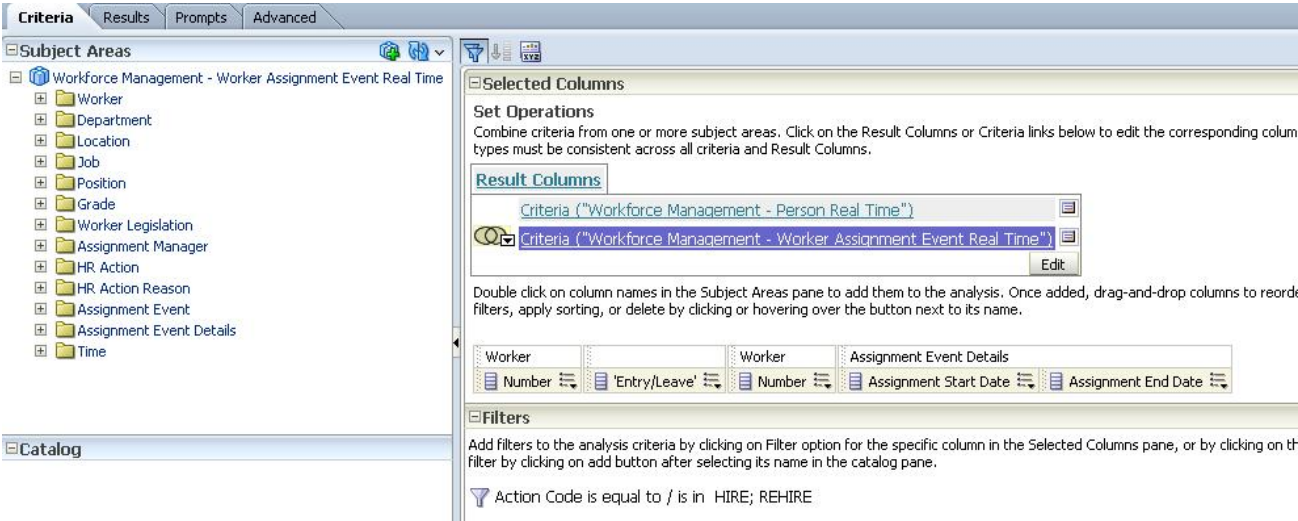 Criteria Results Prompts Advanced
Subject Areas
Workforce Management - Worker Assignment Event Real Time
Worker
Department
Location
Job
Position
Grade
Worker Legislation
Assignment Manager
HR Action
HR Action Reason
Assignment Event
Assignment Event Details
Time
Catalog
xyz
Selected Columns
Set Operations
Combine criteria from one or more subject areas. Click on the Result Columns or Criteria links below to edit the corresponding colum
types must be consistent across all criteria and Result Columns.
Result Columns
Criteria ("Workforce Management - Person Real Time")
Criteria ("Workforce Management - Worker Assignment Event Real Time")
Edit
Double click on column names in the Subject Areas pane to add them to the analysis. Once added, drag-and-drop columns to reorde
filters, apply sorting, or delete by clicking or hovering over the button next to its name.
Worker Worker Assignment Event Details
Number 'Entry/Leave' Number Assignment Start Date Assignment End Date
Filters
Add filters to the analysis criteria by clicking on Filter option for the specific column in the Selected Columns pane, or by clicking on th
filter by clicking on add button after selecting its name in the catalog pane.
Action Code is equal to / is in HIRE; REHIRE